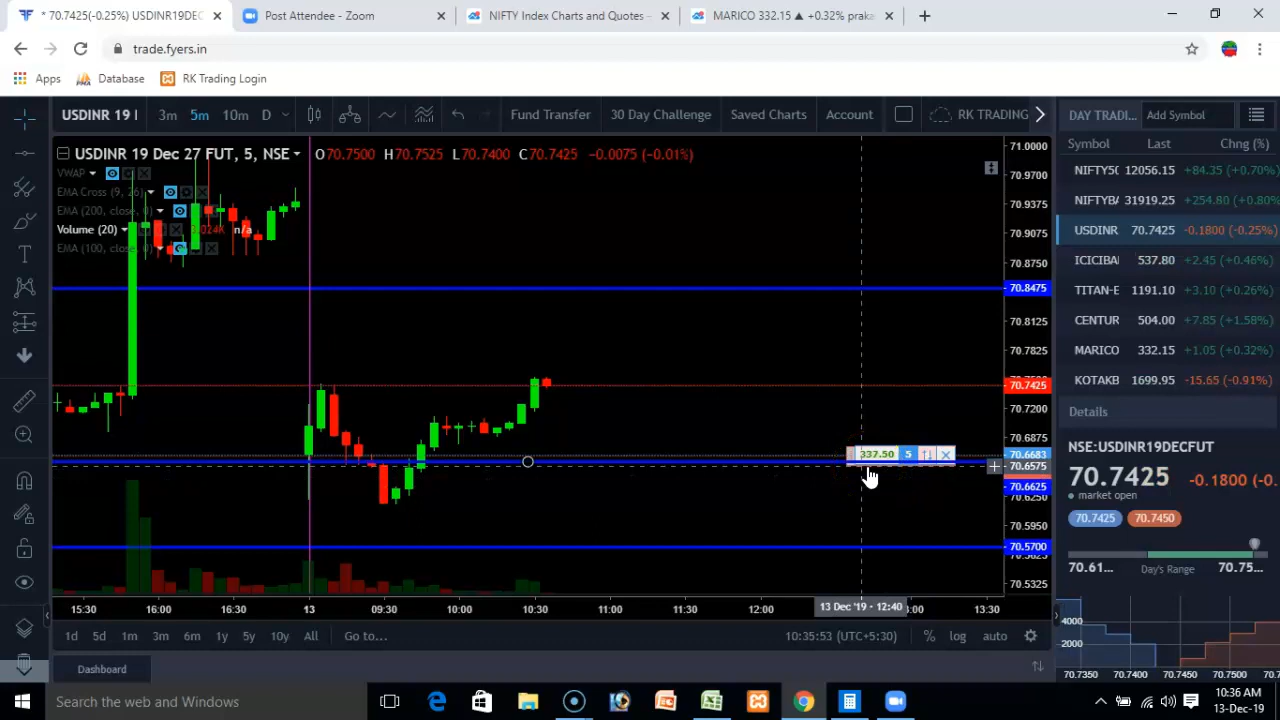 * 70.7425(-0.25%) USDINR19DEC
Post Attendee - Zoom
NIFTY Index Charts and Quotes –
MARICO 332.15 ▲ +0.32% praka
trade.fyers.in
Apps
Database
RK Trading Login
USDINR 19
3m 5m 10m D
Fund Transfer
30 Day Challenge
Saved Charts
Account
RK TRADING
DAY TRADI...
Add Symbol
USDINR 19 Dec 27 FUT, 5, NSE
O70.7500 H70.7525 L70.7400 C70.7425 -0.0075 (-0.01%)
VWAP
EMA Cross (9, 26)
EMA (200, close, 0)
Volume (20) n/a
EMA (100, close, 0)
71.0000
70.9700
70.9375
70.9075
70.8750
70.8475
70.8125
70.7825
70.7425
70.7200
70.6875
70.6683
70.6575
70.6625
70.6250
70.5950
70.5700
70.5325
337.50 5
Symbol Last Chng (%)
NIFTY50 12056.15 +84.35 (+0.70%)
NIFTYBA 31919.25 +254.80 (+0.80%
USDINR 70.7425 -0.1800 (-0.25%)
ICICIBA 537.80 +2.45 (+0.46%)
TITAN-E 1191.10 +3.10 (+0.26%)
CENTUR 504.00 +7.85 (+1.58%)
MARICO 332.15 +1.05 (+0.32%)
KOTAKB 1699.95 -15.65 (-0.91%)
Details
NSE:USDINR19DECFUT
70.7425 -0.1800 (-0.
market open
70.7425 70.7450
70.61... Day's Range 70.75...
4000
2000
70.7350 70.7400 70.7450 70.7500
15:30 16:00 16:30 13 09:30 10:00 10:30 11:00 11:30 12:00 13 Dec '19 - 12:40 :00 13:30
1d 5d 1m 3m 6m 1y 5y 10y All Go to...
10:35:53 (UTC+5:30) % log auto
Dashboard
Search the web and Windows
10:36 AM
13-Dec-19